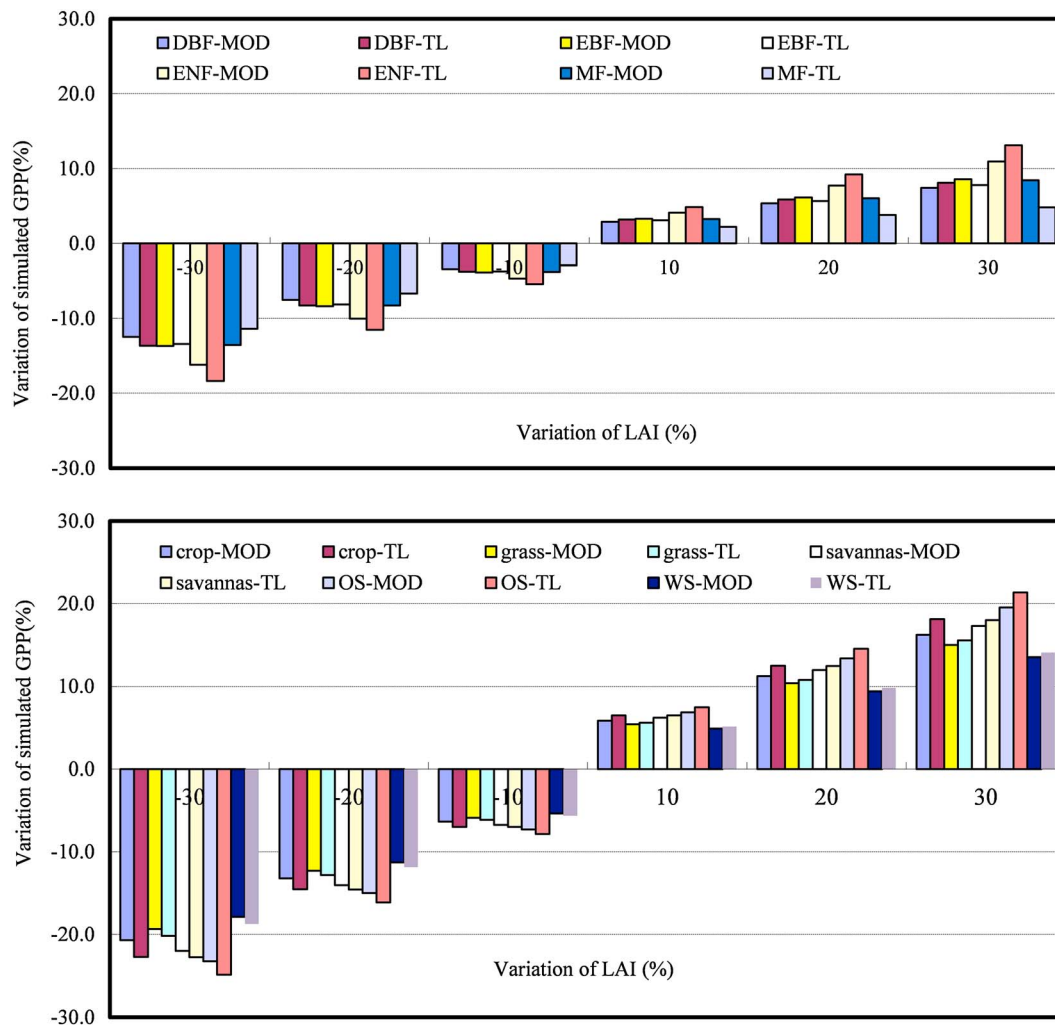 30.0
DBF-MOD DBF-TL EBF-MOD EBF-TL
ENF-MOD ENF-TL MF-MOD MF-TL
20.0
10.0
0.0
-30 -20 -10 10 20 30
-10.0
-20.0
Variation of LAI (%)
-30.0
Variation of simulated GPP(%)
30.0
crop-MOD crop-TL grass-MOD grass-TL savannas-MOD
savannas-TL OS-MOD OS-TL WS-MOD WS-TL
20.0
10.0
0.0
-30 -20 -10 10 20 30
-10.0
-20.0
Variation of LAI (%)
-30.0
Variation of simulated GPP(%)